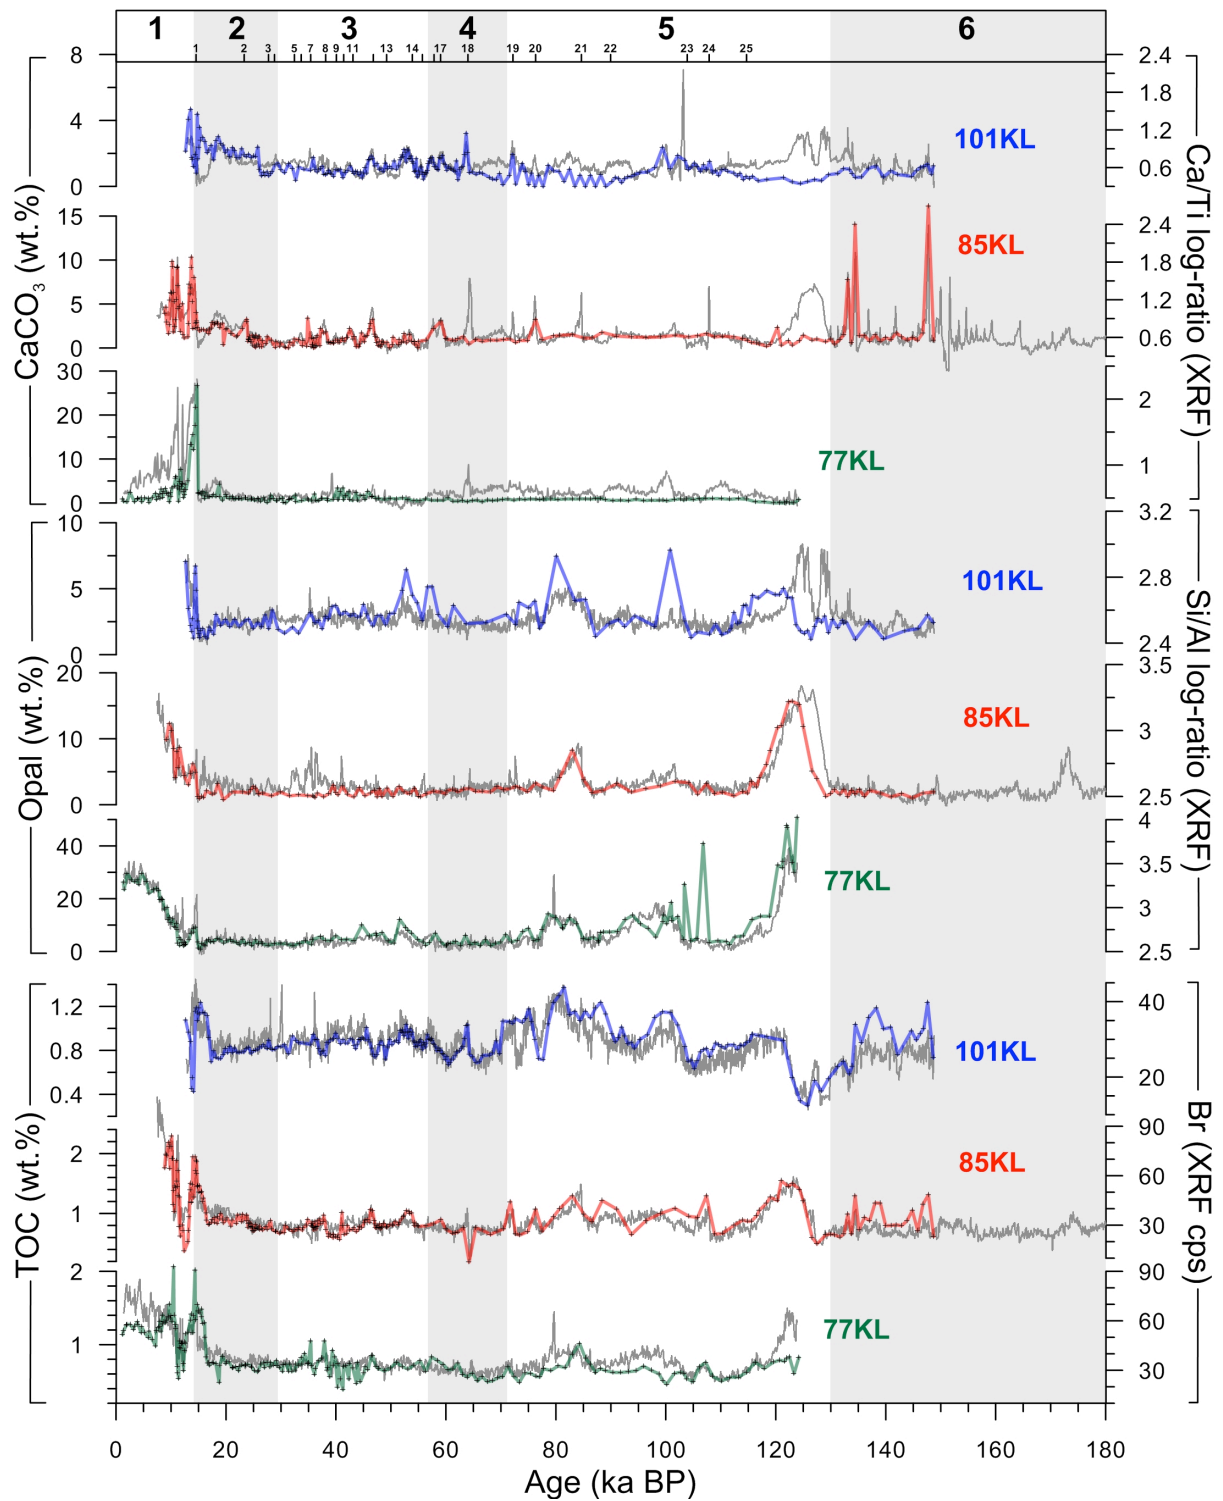 1 2 3 4 5 6
1 2 3 5 7 8 9 11 13 14 17 18 19 20 21 22 23 24 25
8 4 0
CaCO3 (wt.%)
2.4 1.8 1.2 0.6
Ca/Ti log-ratio (XRF)
101KL
15 10 5 0
2.4 1.8 1.2 0.6
85KL
30 20 10 0
2 1
77KL
10 5 0
Opal (wt.%)
3.2 2.8 2.4
Si/Al log-ratio (XRF)
101KL
20 10 0
3.5 3 2.5
85KL
40 20 0
4 3.5 3 2.5
77KL
1.2 0.8 0.4
TOC (wt.%)
40 20
Br (XRF cps)
101KL
2 1
90 60 30
85KL
2 1
90 60 30
77KL
0 20 40 60 80 100 120 140 160 180
Age (ka BP)